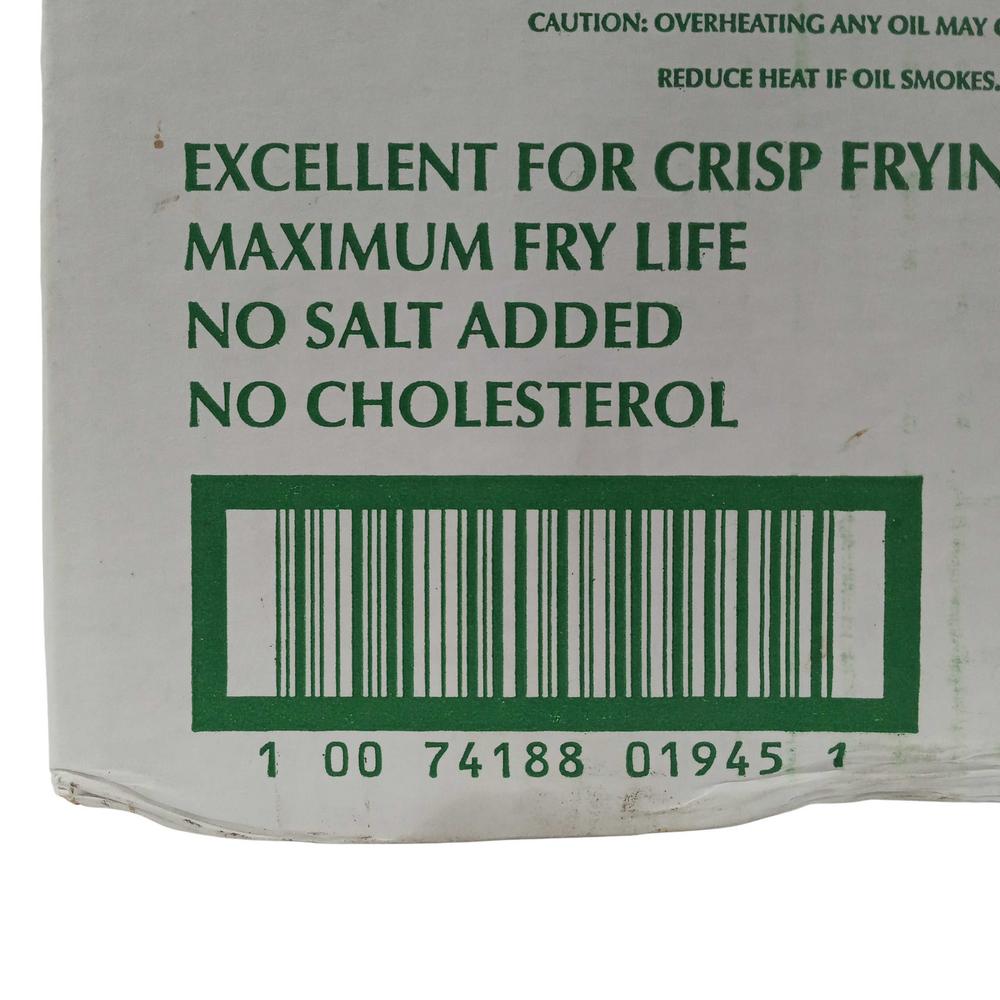 CAUTION: OVERHEATING ANY OIL MAY
REDUCE HEAT IF OIL SMOKES.
EXCELLENT FOR CRISP FRYIN
MAXIMUM FRY LIFE
NO SALT ADDED
NO CHOLESTEROL
1 00 74188 01945 1